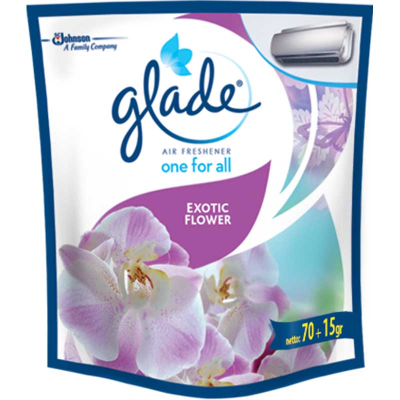 SC Johnson
A Family Company
glade
AIR FRESHENER
one for all
EXOTIC
FLOWER
netto: 70 + 15gr